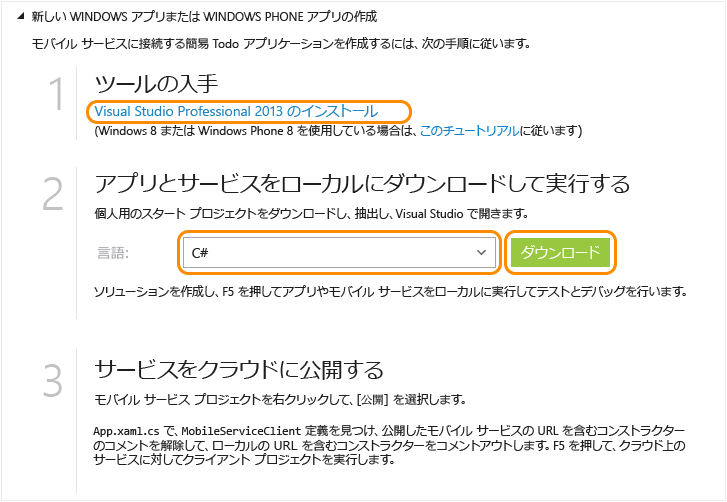 新しい WINDOWS アプリまたは WINDOWS PHONE アプリの作成
モバイル サービスに接続する簡易 Todo アプリケーションを作成するには、次の手順に従います。
1
ツールの入手
Visual Studio Professional 2013 のインストール
(Windows 8 または Windows Phone 8 を使用している場合は、このチュートリアルに従います)
2
アプリとサービスをローカルにダウンロードして実行する
個人用のスタート プロジェクトをダウンロードし、抽出し、Visual Studio で開きます。
言語: C# ダウンロード
ソリューションを作成し、F5 を押してアプリやモバイル サービスをローカルに実行してテストとデバッグを行います。
3
サービスをクラウドに公開する
モバイル サービス プロジェクトを右クリックして、[公開] を選択します。
App.xaml.cs で、MobileServiceClient 定義を見つけ、公開したモバイル サービスの URL を含むコンストラクター
のコメントを解除して、ローカルの URL を含むコンストラクターをコメントアウトします。F5 を押して、クラウド上の
サービスに対してクライアント プロジェクトを実行します。